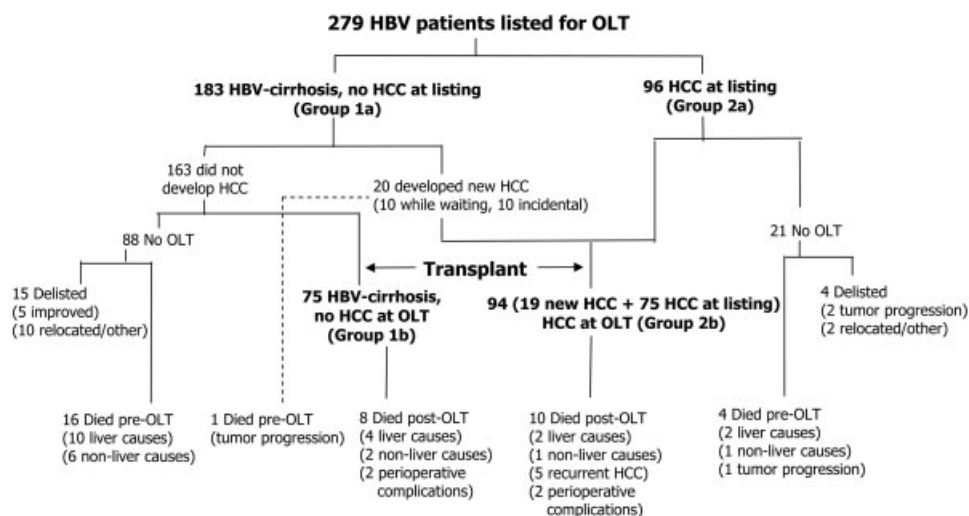 279 HBV patients listed for OLT
183 HBV-cirrhosis, no HCC at listing
(Group 1a)
96 HCC at listing
(Group 2a)
163 did not
develop HCC
20 developed new HCC
(10 while waiting, 10 incidental)
88 No OLT
21 No OLT
Transplant
15 Delisted
(5 improved)
(10 relocated/other)
75 HBV-cirrhosis,
no HCC at OLT
(Group 1b)
94 (19 new HCC + 75 HCC at listing)
HCC at OLT (Group 2b)
4 Delisted
(2 tumor progression)
(2 relocated/other)
16 Died pre-OLT
(10 liver causes)
6 non-liver causes)
1 Died pre-OLT
(tumor progression)
8 Died post-OLT
(4 liver causes)
(2 non-liver causes)
(2 perioperative
complications)
10 Died post-OLT
(2 liver causes)
(1 non-liver causes)
(5 recurrent HCC)
(2 perioperative
complications)
4 Died pre-OLT
(2 liver causes)
(1 non-liver causes)
(1 tumor progression)